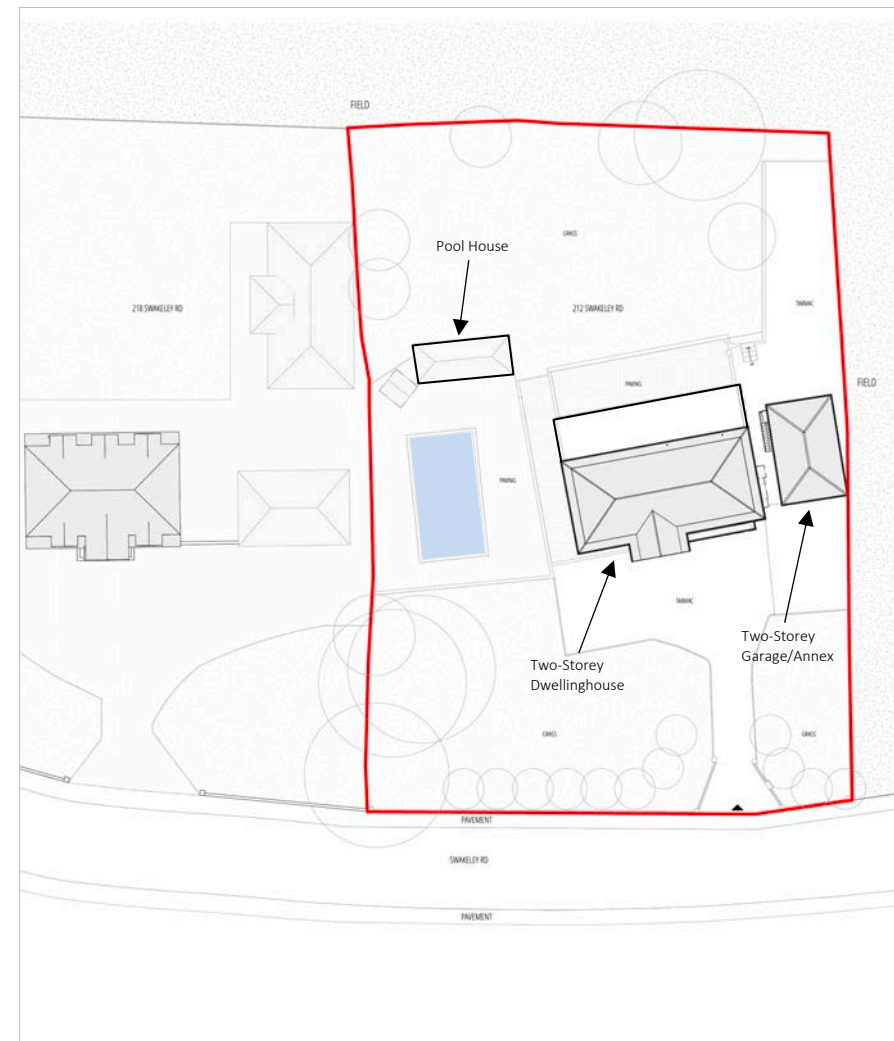 FIELD
Pool House
GRASS
218 SWAKELEY RD
212 SWAKELEY RD
TARMAC
FIELD
PAVING
PAVING
TARMAC
Two-Storey
Dwellinghouse
Two-Storey
Garage/Annex
GRASS
GRASS
PAVEMENT
SWAKELEY RD
PAVEMENT